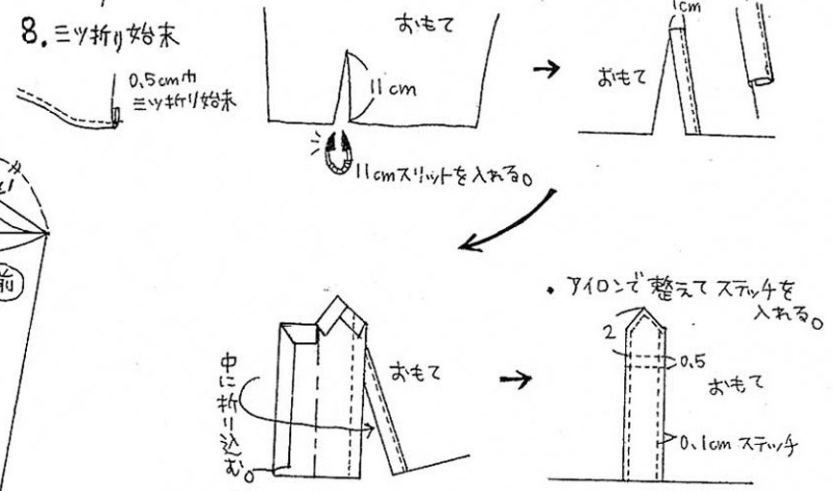 8. 三ツ折り始末
0.5cm巾
三ツ折り始末
おもて
11cm
11cmスリットを入れる。
1cm
おもて
中に折り込む。
おもて
・アイロンで整えてステッチを
入れる。
2
0.5
おもて
0.1cmステッチ
前